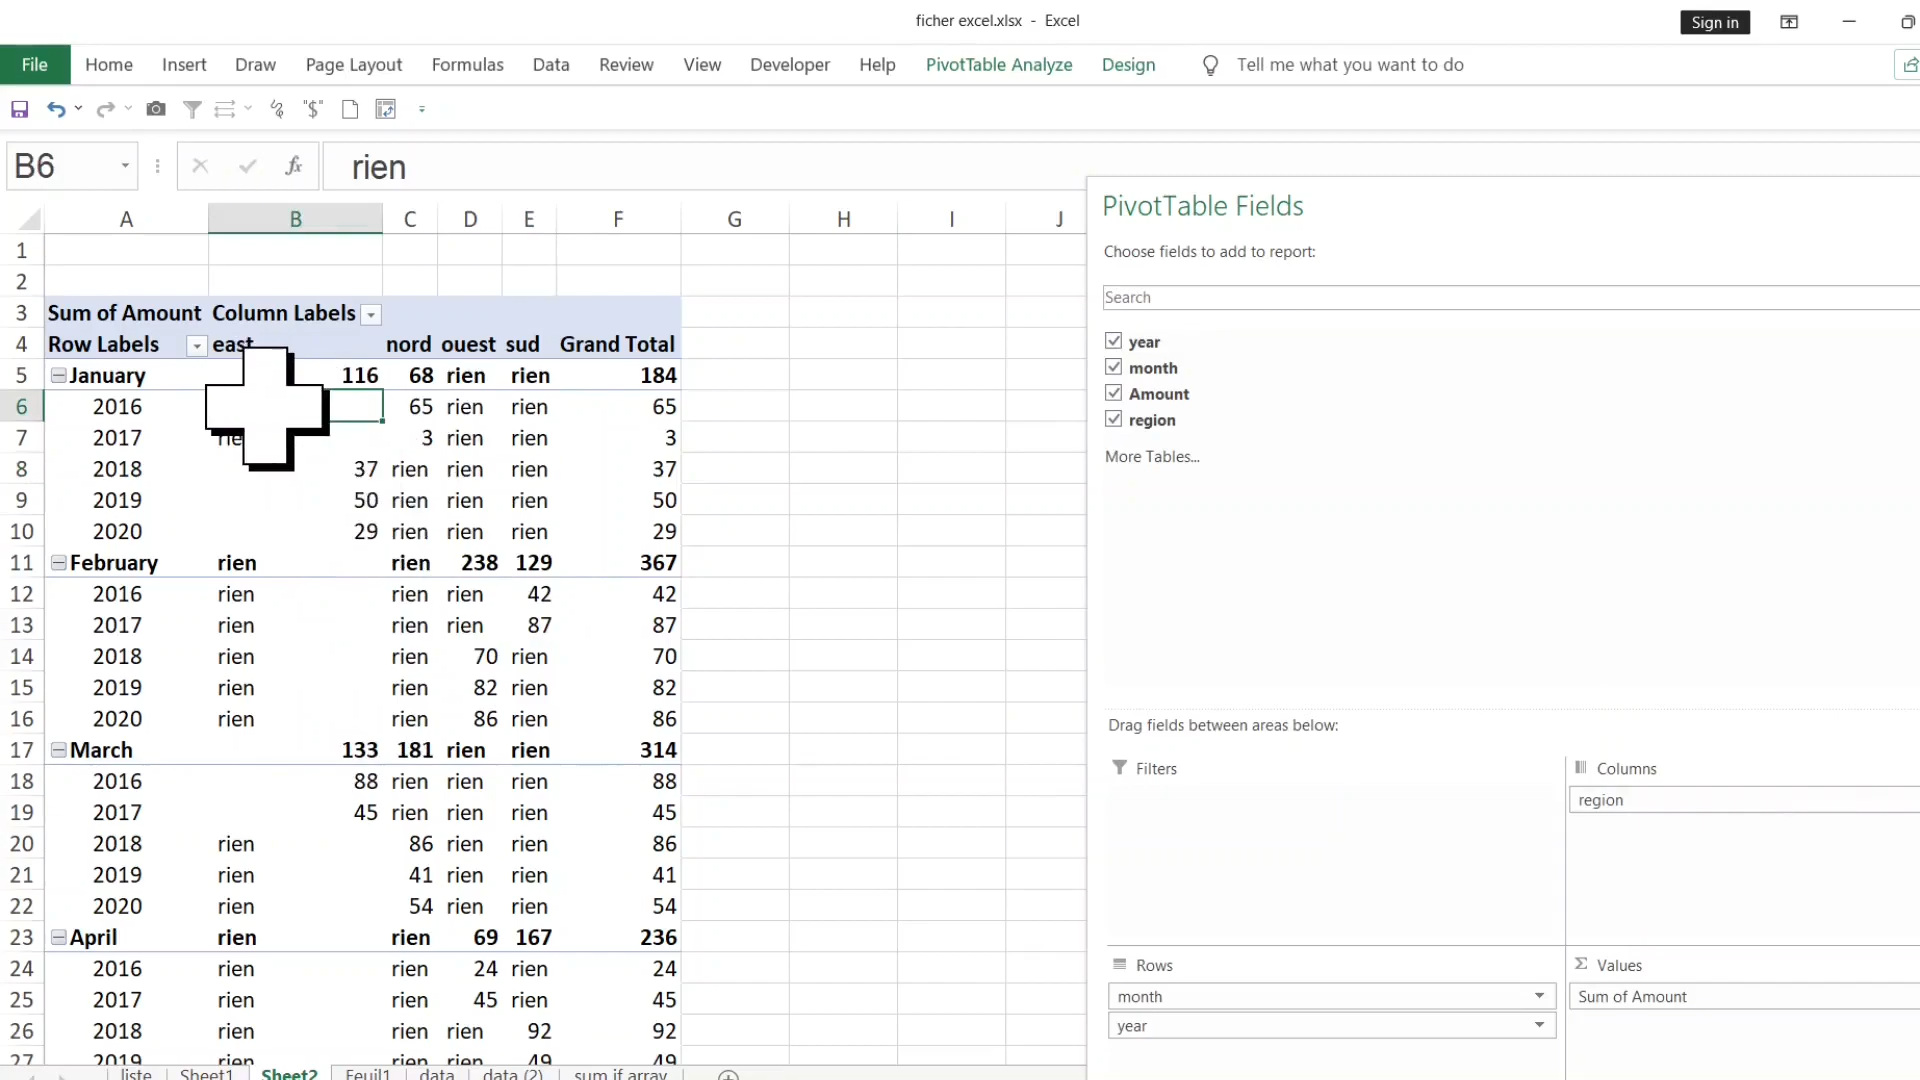 ficher excel.xlsx - Excel
Sign in
File Home Insert Draw Page Layout Formulas Data Review View Developer Help PivotTable Analyze Design Tell me what you want to do
"$"
B6 fx rien
A B C D E F G H I J
1
2
3 Sum of Amount Column Labels
4 Row Labels east nord ouest sud Grand Total
5 January 116 68 rien rien 184
6 2016 65 rien rien 65
7 2017 3 rien rien 3
8 2018 37 rien rien rien 37
9 2019 50 rien rien rien 50
10 2020 29 rien rien rien 29
11 February rien rien 238 129 367
12 2016 rien rien rien 42 42
13 2017 rien rien rien 87 87
14 2018 rien rien 70 rien 70
15 2019 rien rien 82 rien 82
16 2020 rien rien 86 rien 86
17 March 133 181 rien rien 314
18 2016 88 rien rien rien 88
19 2017 45 rien rien rien 45
20 2018 rien 86 rien rien 86
21 2019 rien 41 rien rien 41
22 2020 rien 54 rien rien 54
23 April rien rien 69 167 236
24 2016 rien rien 24 rien 24
25 2017 rien rien 45 rien 45
26 2018 rien rien rien 92 92
27 2019 rien rien rien 49 49
liste Sheet1 Sheet2 Feuil1 data data (2) sum if array
PivotTable Fields
Choose fields to add to report:
Search
year
month
Amount
region
More Tables...
Drag fields between areas below:
Filters
Columns
region
Rows
month
year
Σ Values
Sum of Amount